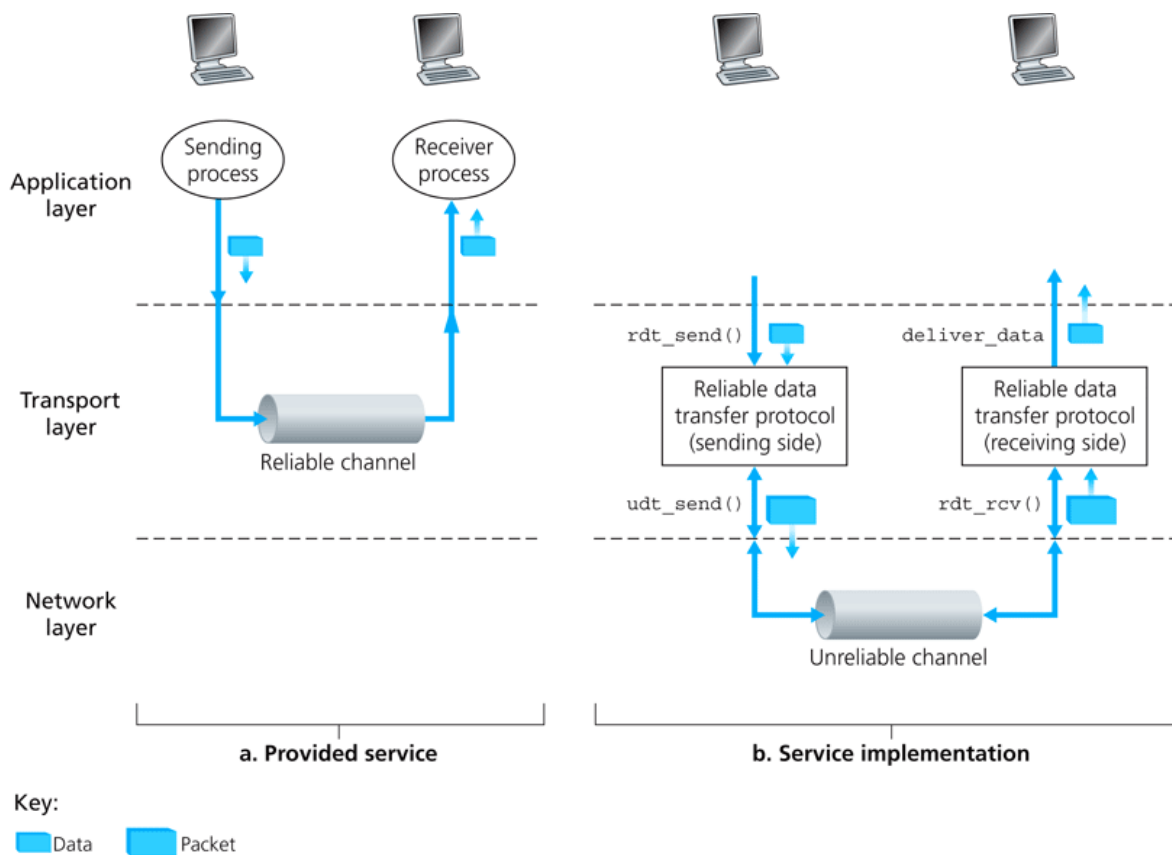 Sending
process
Receiver
process
Application
layer
rdt_send()
deliver_data
Reliable data
transfer protocol
(sending side)
Reliable data
transfer protocol
(receiving side)
Transport
layer
Reliable channel
udt_send()
rdt_rcv()
Network
layer
Unreliable channel
a. Provided service
b. Service implementation
Key:
Data
Packet